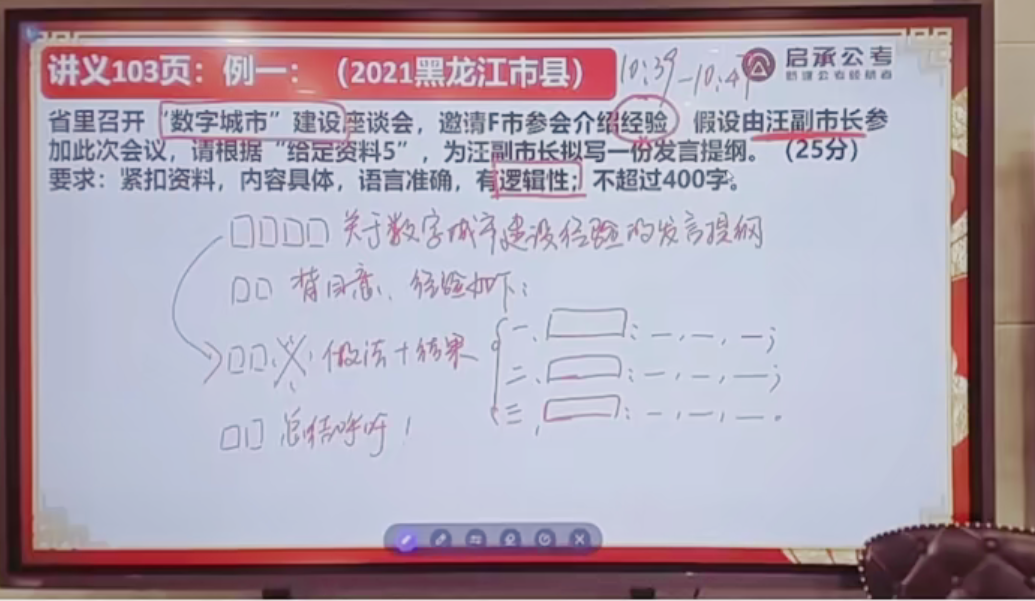 讲义103页：例一：（2021黑龙江市县）
10:39-10:47
启承公考
省里召开“数字城市”建设座谈会，邀请F市参会介绍经验，假设由汪副市长参
加此次会议，请根据“给定资料5”，为汪副市长拟写一份发言提纲。（25分）
要求：紧扣资料，内容具体，语言准确，有逻辑性；不超过400字。
关于数字城市建设经验的发言提纲
背目意、经验如下：
做法+结果
一、
二、
三、
总结呼吁！